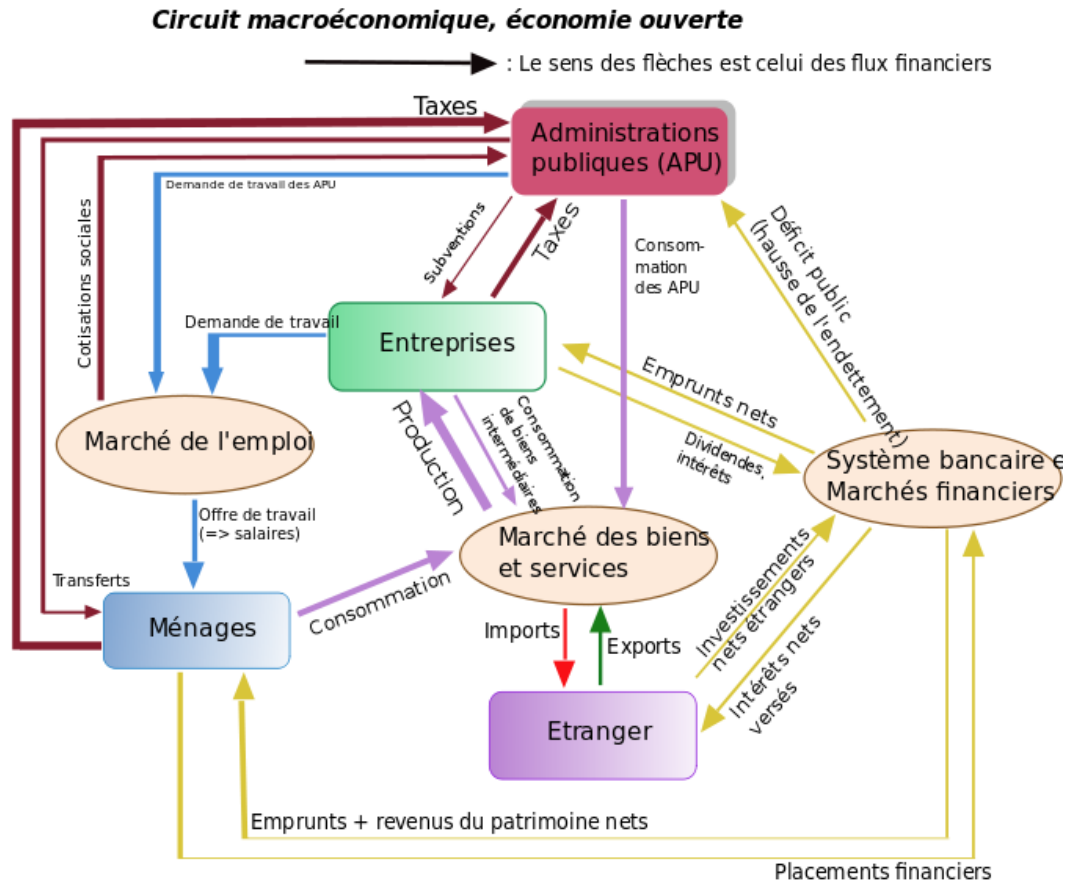 Circuit macroéconomique, économie ouverte
: Le sens des flèches est celui des flux financiers
Taxes
Administrations
publiques (APU)
Demande de travail des APU
Cotisations sociales
Subventions
Taxes
Consom-
mation
des APU
Déficit public
(hausse de l'endettement)
Demande de travail
Entreprises
Emprunts nets
Dividendes,
intérêts
Marché de l'emploi
Production
Consommation
de biens
intermédiaires
Système bancaire e
Marchés financiers
Offre de travail
(=> salaires)
Marché des biens
et services
Transferts
Ménages
Consommation
Imports
Exports
Investissements
nets étrangers
Intérêts nets
versés
Etranger
Emprunts + revenus du patrimoine nets
Placements financiers